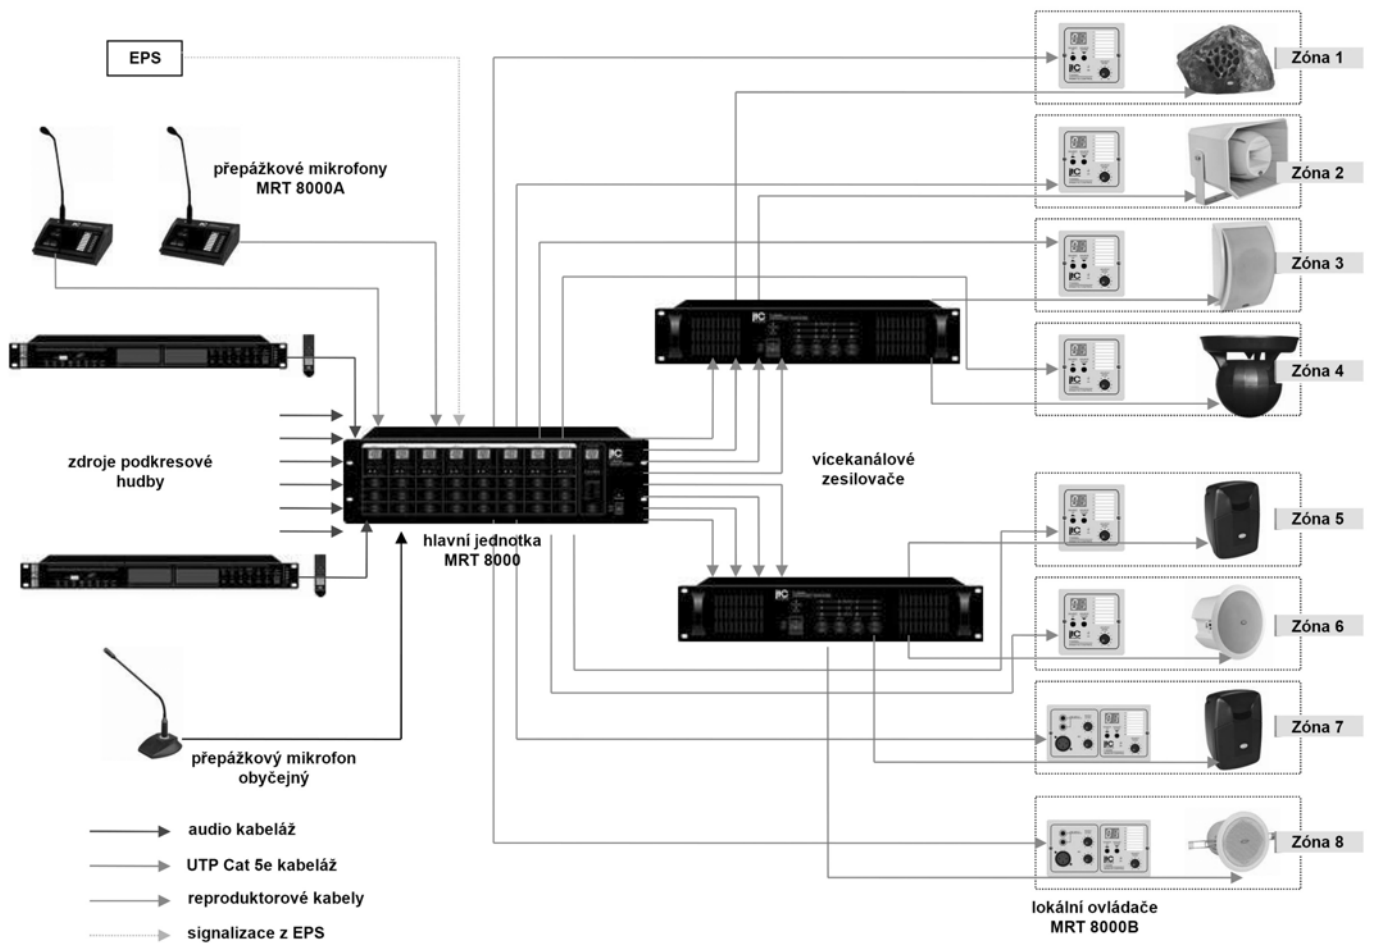 EPS
přepážkové mikrofony
MRT 8000A
zdroje podkresové
hudby
hlavní jednotka
MRT 8000
vícekanálové
zesilovače
přepážkový mikrofon
obyčejný
audio kabeláž
UTP Cat 5e kabeláž
reproduktorové kabely
signalizace z EPS
Zóna 1
Zóna 2
Zóna 3
Zóna 4
Zóna 5
Zóna 6
Zóna 7
Zóna 8
lokální ovládače
MRT 8000B